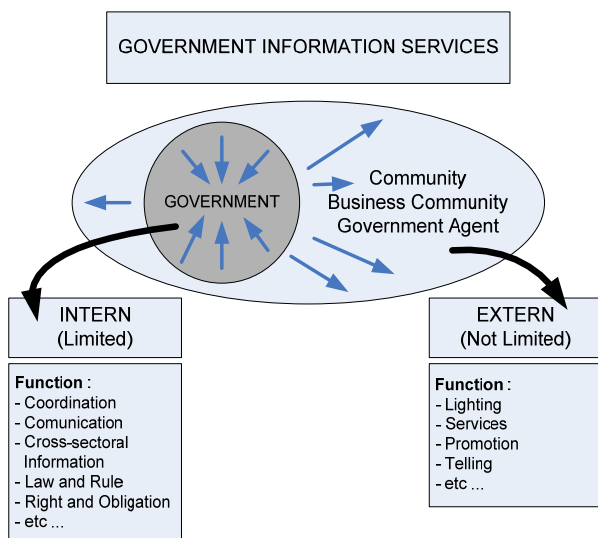 GOVERNMENT INFORMATION SERVICES
GOVERNMENT
Community
Business Community
Government Agent
INTERN
(Limited)
Function :
- Coordination
- Comunication
- Cross-sectoral
Information
- Law and Rule
- Right and Obligation
- etc ...
EXTERN
(Not Limited)
Function :
- Lighting
- Services
- Promotion
- Telling
- etc ...